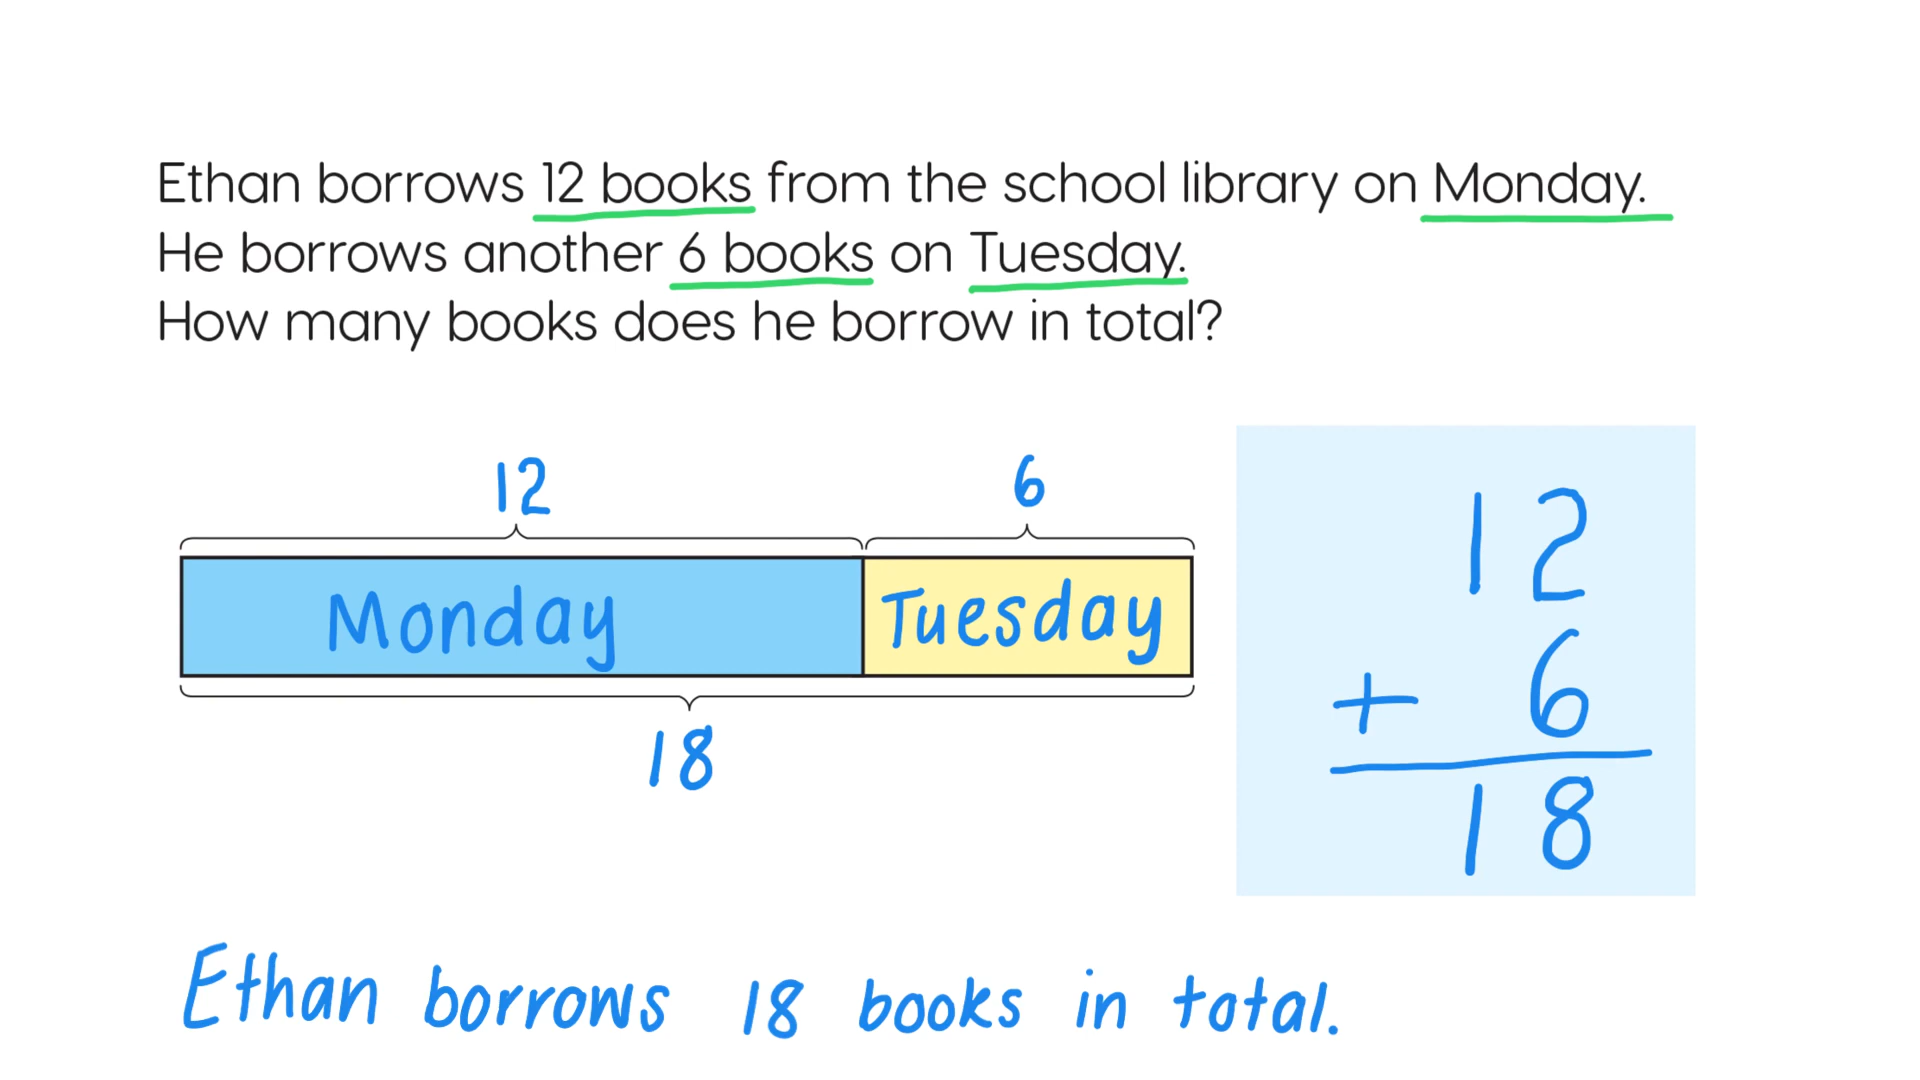 Ethan borrows 12 books from the school library on Monday.
He borrows another 6 books on Tuesday.
How many books does he borrow in total?
12
6
Monday
Tuesday
18
12
+ 6
18
Ethan borrows 18 books in total.